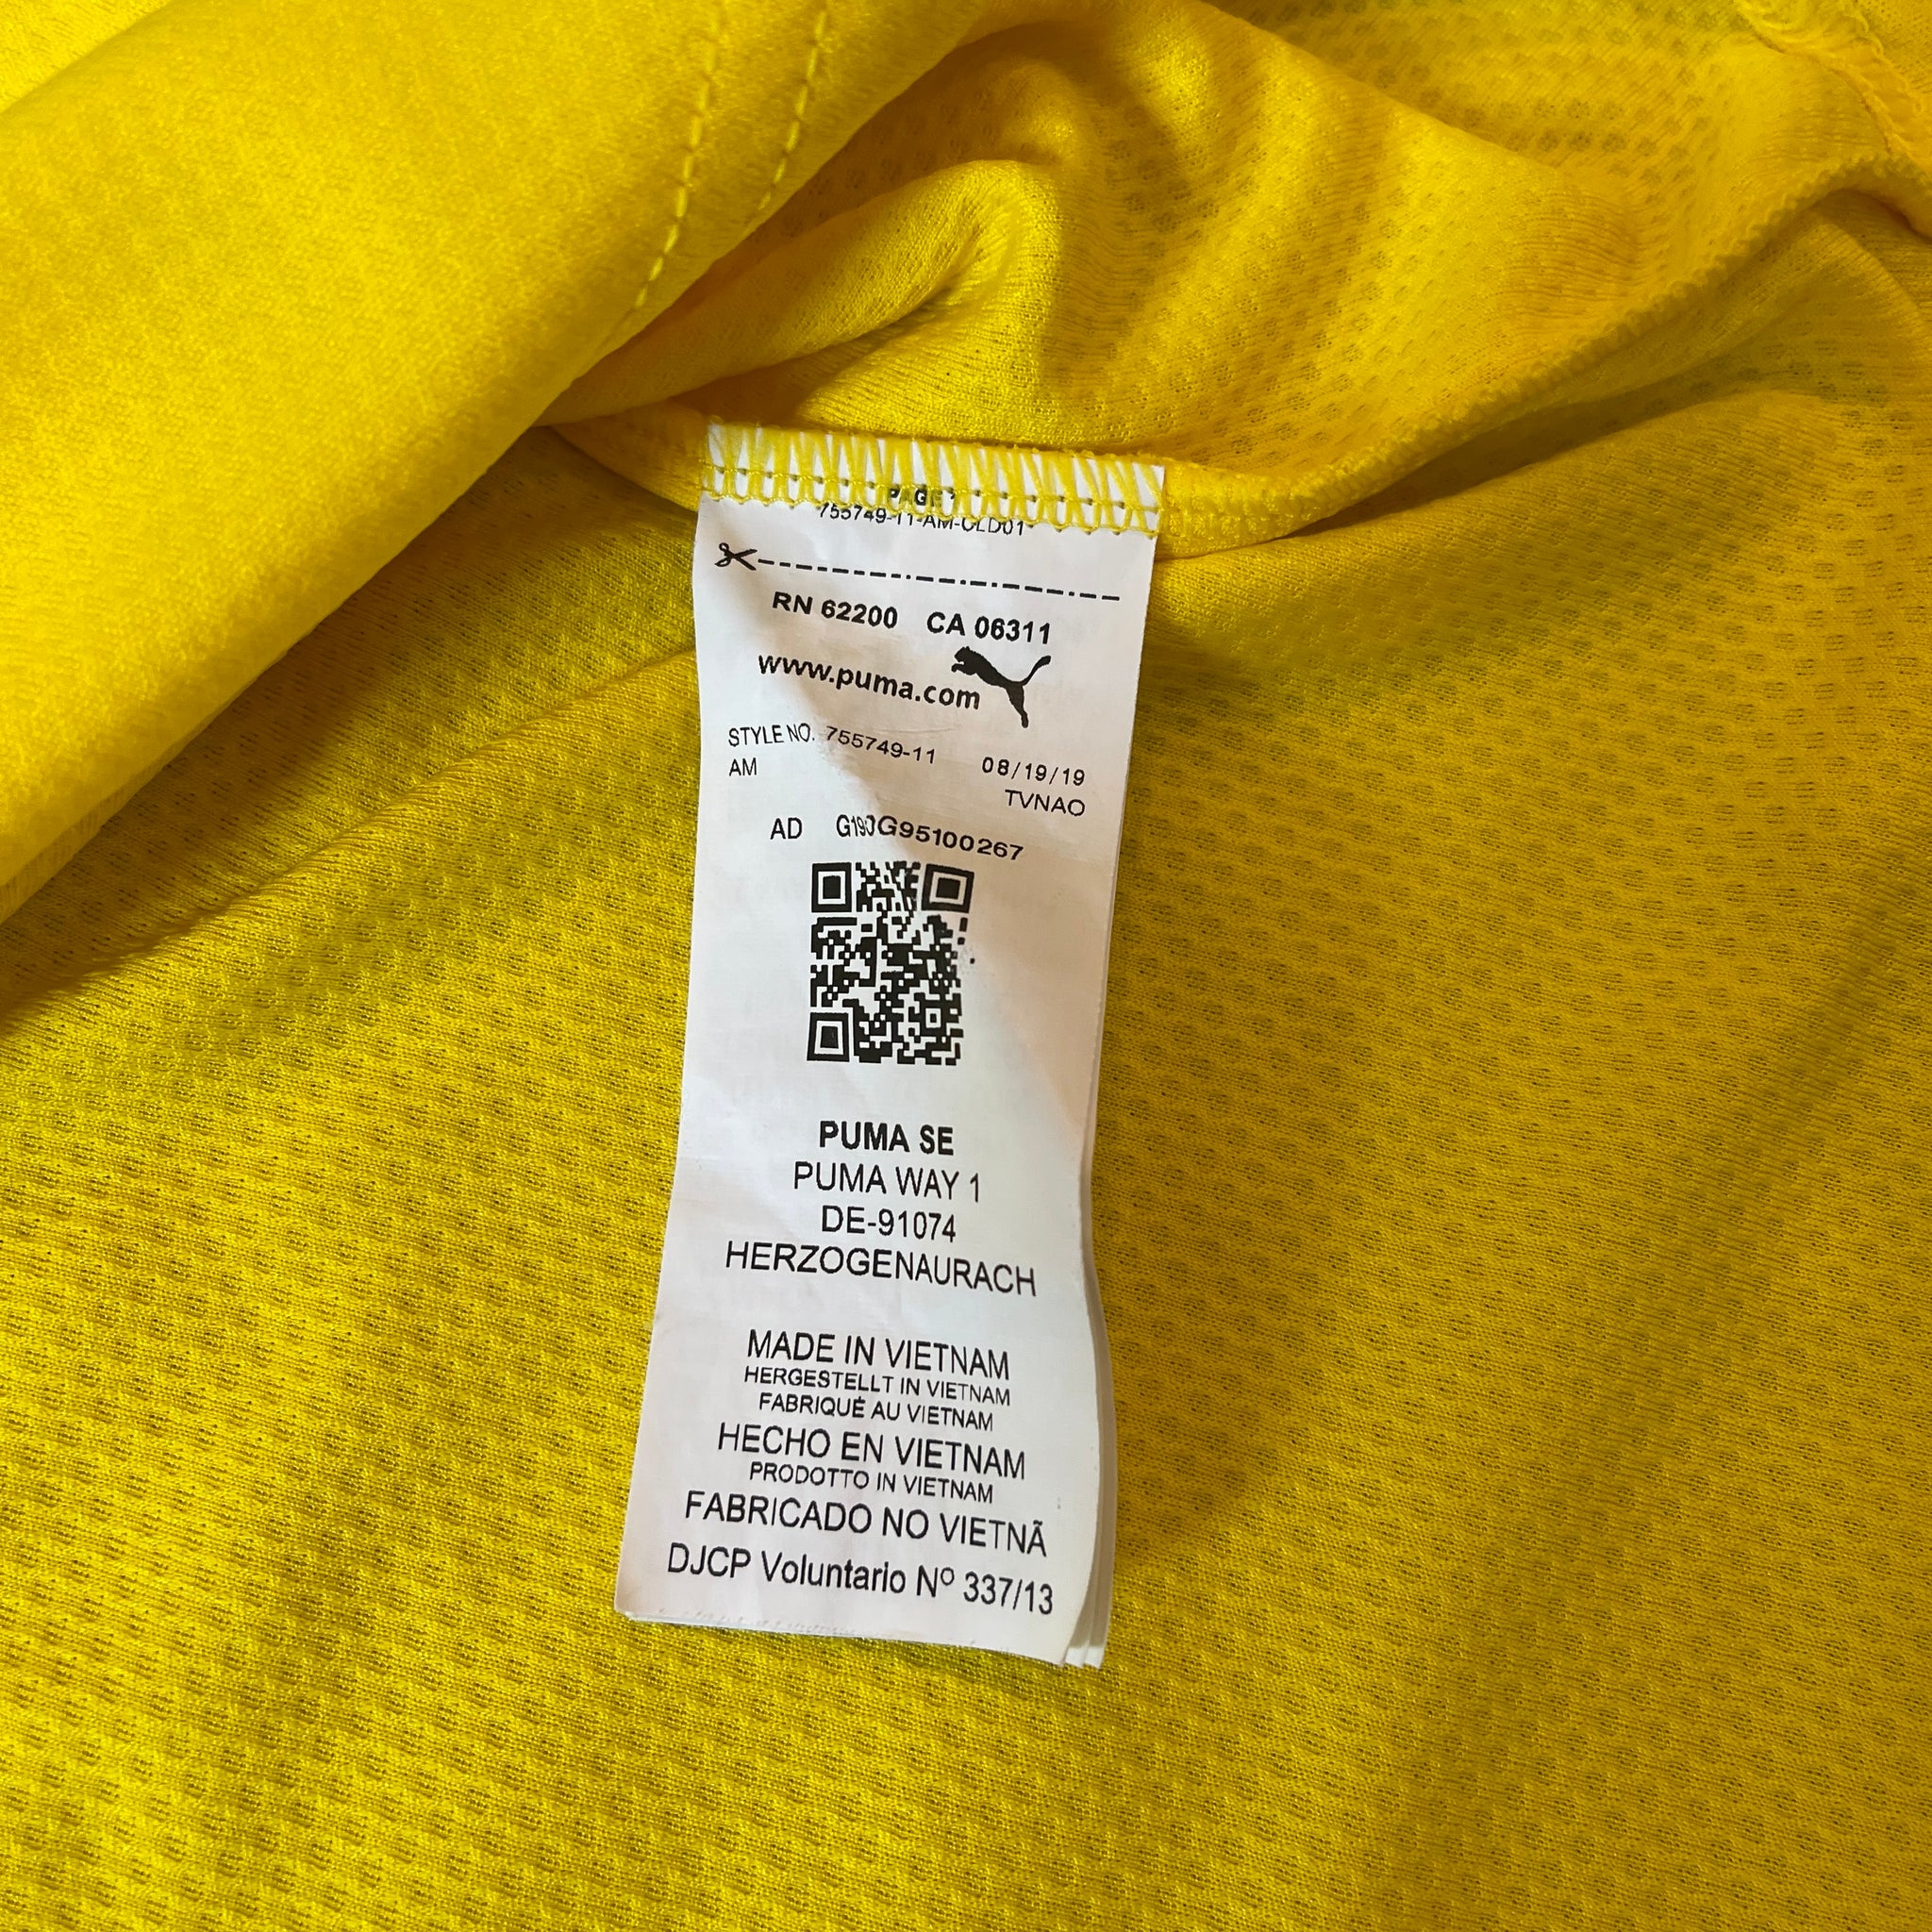 PAGE
755749-11-AM-CLD01
RN 62200 CA 06311
www.puma.com
STYLE NO. 755749-11 08/19/19
AM TVNAO
AD G190G95100267
PUMA SE
PUMA WAY 1
DE-91074
HERZOGENAURACH
MADE IN VIETNAM
HERGESTELLT IN VIETNAM
FABRIQUÉ AU VIETNAM
HECHO EN VIETNAM
PRODOTTO IN VIETNAM
FABRICADO NO VIETNÃ
DJCP Voluntario Nº 337/13